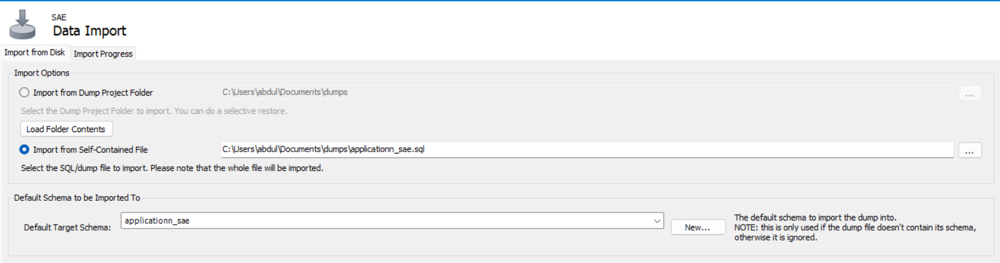 SAE
Data Import
Import from Disk
Import Progress
Import Options
Import from Dump Project Folder
C:\Users\abdul\Documents\dumps
...
Select the Dump Project Folder to import. You can do a selective restore.
Load Folder Contents
Import from Self-Contained File
C:\Users\abdul\Documents\dumps\applicationn_sae.sql
...
Select the SQL/dump file to import. Please note that the whole file will be imported.
Default Schema to be Imported To
Default Target Schema:
applicationn_sae
New...
The default schema to import the dump into.
NOTE: this is only used if the dump file doesn't contain its schema,
otherwise it is ignored.